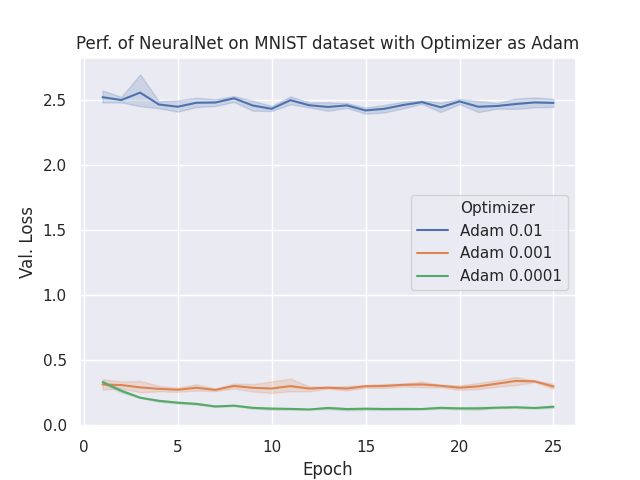 Perf. of NeuralNet on MNIST dataset with Optimizer as Adam
2.5
2.0
1.5
1.0
0.5
0.0
Val. Loss
Optimizer
Adam 0.01
Adam 0.001
Adam 0.0001
0 5 10 15 20 25
Epoch